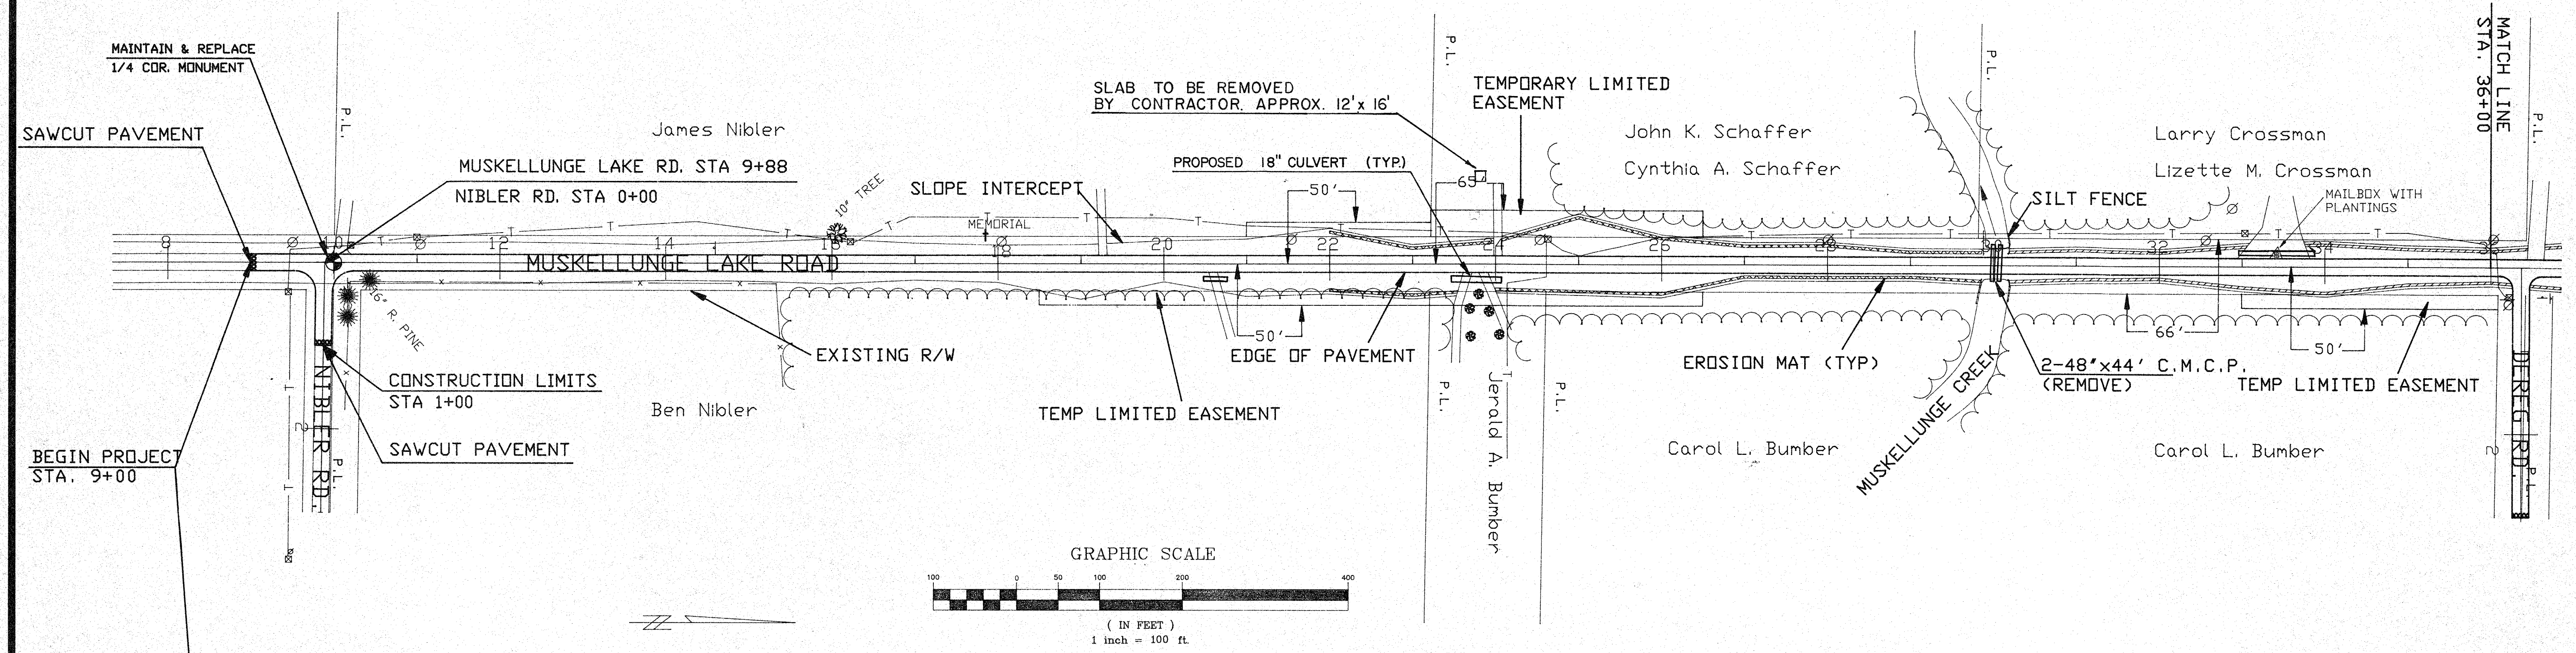 MAINTAIN & REPLACE
1/4 COR. MONUMENT
SAWCUT PAVEMENT
P.L.
James Nibler
MUSKELLUNGE LAKE RD. STA 9+88
NIBLER RD. STA 0+00
10" TREE
SLOPE INTERCEPT
MEMORIAL
SLAB TO BE REMOVED
BY CONTRACTOR. APPROX. 12'x 16'
PROPOSED 18" CULVERT (TYP.)
50'
65'
P.L.
TEMPORARY LIMITED
EASEMENT
John K. Schaffer
Cynthia A. Schaffer
P.L.
SILT FENCE
Larry Crossman
Lizette M. Crossman
MAILBOX WITH
PLANTINGS
MATCH LINE
STA. 36+00
P.L.
8
10
12
14
16
18
20
22
24
26
28
32
34
MUSKELLUNGE LAKE ROAD
16" R. PINE
EXISTING R/W
CONSTRUCTION LIMITS
STA 1+00
SAWCUT PAVEMENT
BEGIN PROJECT
STA. 9+00
NIBLER RD.
2
P.L.
Ben Nibler
50'
TEMP LIMITED EASEMENT
EDGE OF PAVEMENT
P.L.
Jerald A. Bumber
P.L.
EROSION MAT (TYP)
Carol L. Bumber
MUSKELLUNGE CREEK
2-48"x44' C.M.C.P.
(REMOVE)
66'
50'
TEMP LIMITED EASEMENT
Carol L. Bumber
2
DEREG RD.
P.L.
GRAPHIC SCALE
100 0 50 100 200 400
( IN FEET )
1 inch = 100 ft.